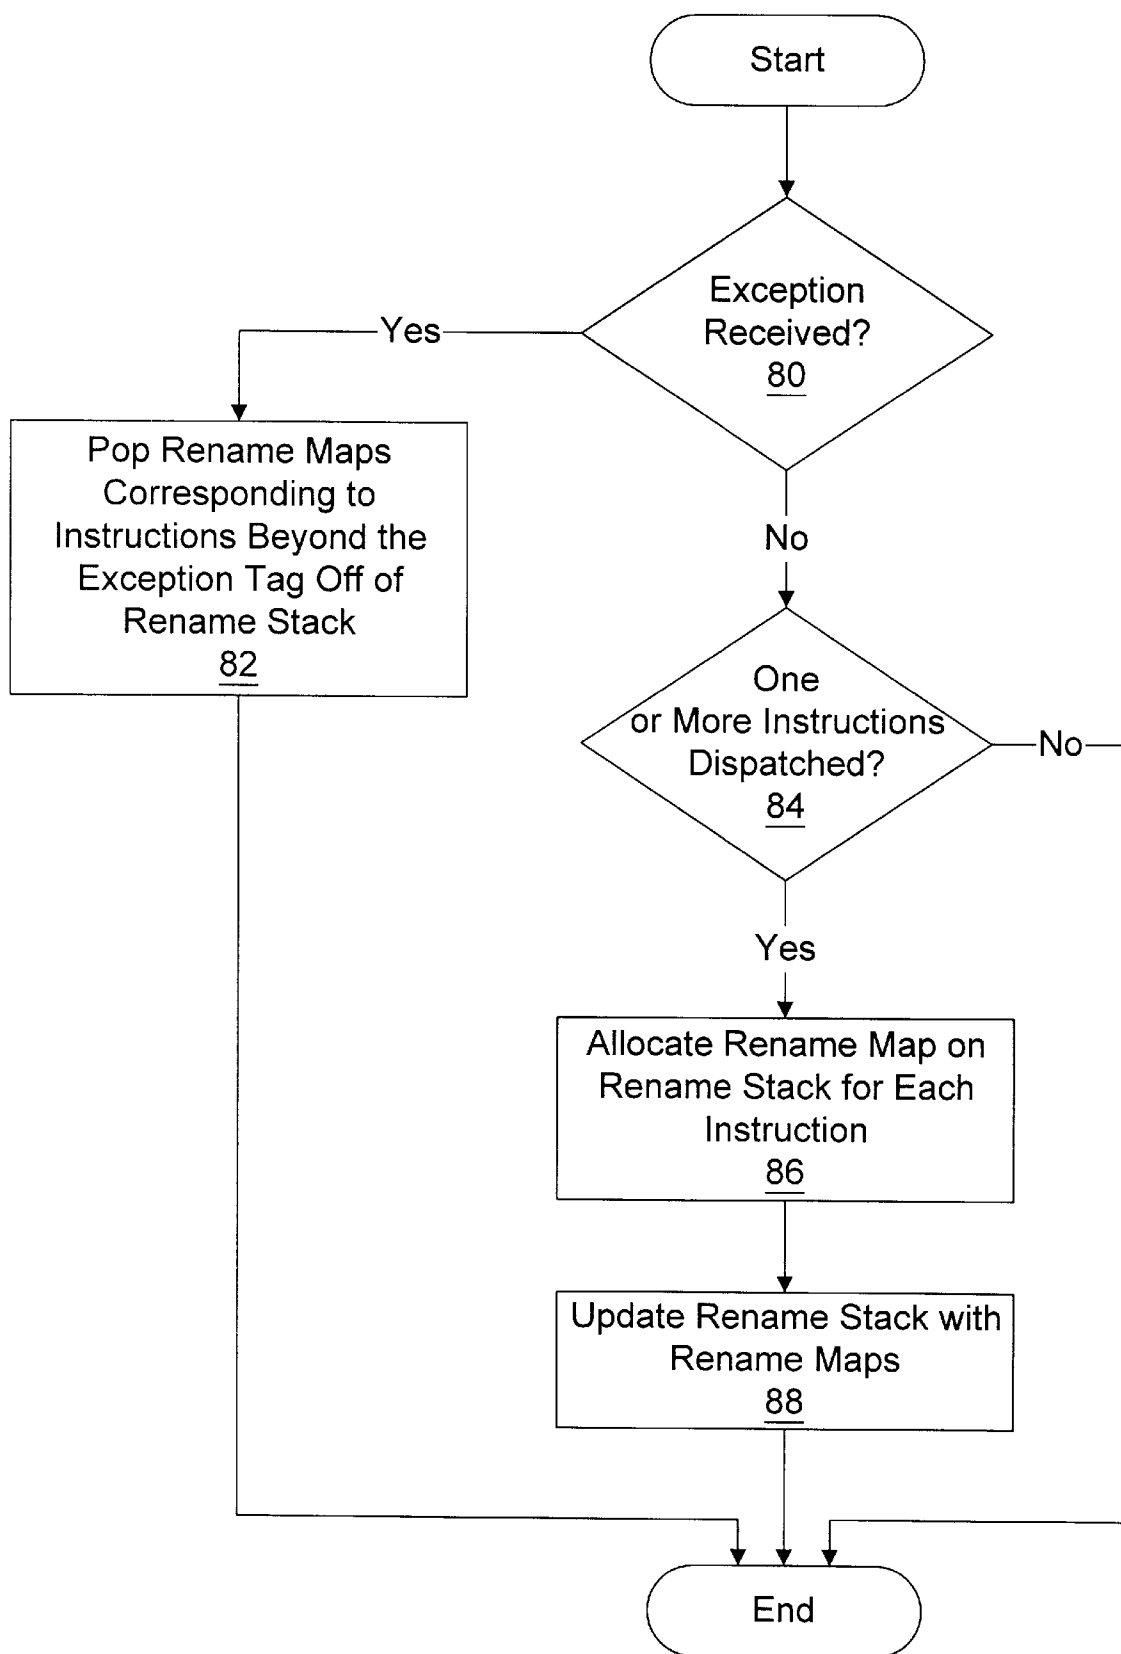 Start
Exception
Received?
80
Yes
Pop Rename Maps
Corresponding to
Instructions Beyond the
Exception Tag Off of
Rename Stack
82
No
One
or More Instructions
Dispatched?
84
No
Yes
Allocate Rename Map on
Rename Stack for Each
Instruction
86
Update Rename Stack with
Rename Maps
88
End